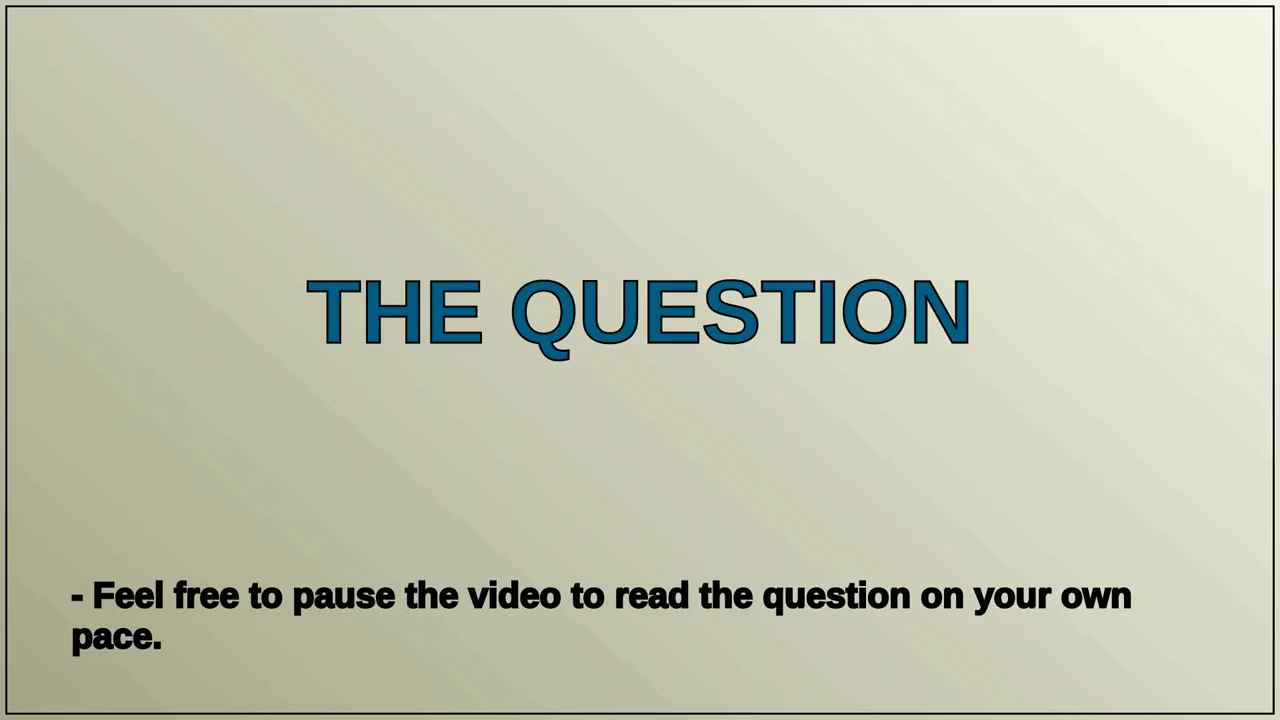 THE QUESTION
- Feel free to pause the video to read the question on your own
pace.